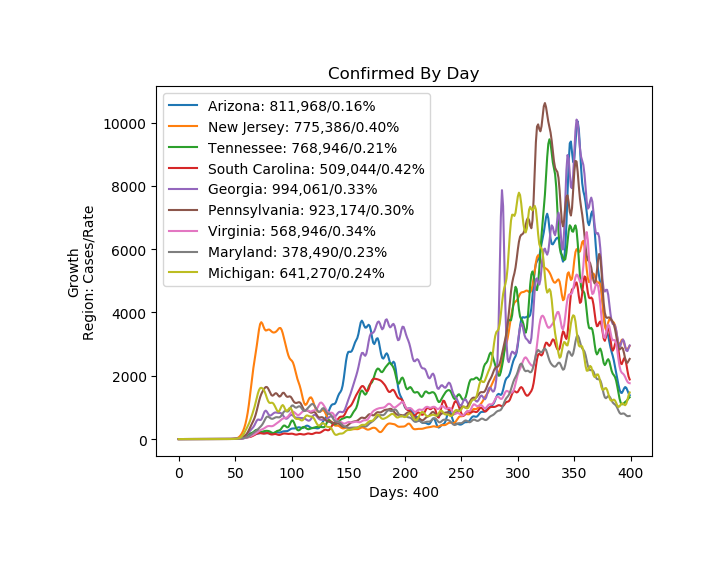 Confirmed By Day
Growth
Region: Cases/Rate
10000
8000
6000
4000
2000
0
Arizona: 811,968/0.16%
New Jersey: 775,386/0.40%
Tennessee: 768,946/0.21%
South Carolina: 509,044/0.42%
Georgia: 994,061/0.33%
Pennsylvania: 923,174/0.30%
Virginia: 568,946/0.34%
Maryland: 378,490/0.23%
Michigan: 641,270/0.24%
0 50 100 150 200 250 300 350 400
Days: 400